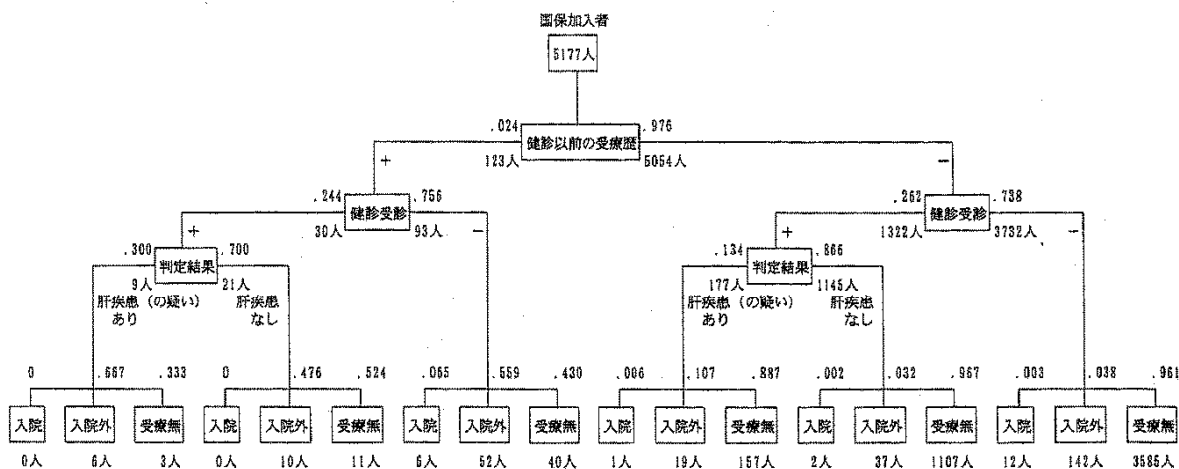 国保加入者
5177人
.024 健診以前の受療歴 .976
+ 123人 5054人 −
.244 健診受診 .756
+ 30人 93人 −
.262 健診受診 .738
+ 1322人 3732人 −
.300 判定結果 .700
9人 21人
肝疾患(の疑い) 肝疾患
あり なし
.134 判定結果 .866
177人 1145人
肝疾患(の疑い) 肝疾患
あり なし
0 .667 .333 0 .476 .524 .065 .559 .430 .006 .107 .887 .002 .032 .967 .003 .038 .961
入院 入院外 受療無 入院 入院外 受療無 入院 入院外 受療無 入院 入院外 受療無 入院 入院外 受療無 入院 入院外 受療無
0人 6人 3人 0人 10人 11人 6人 52人 40人 1人 19人 157人 2人 37人 1107人 12人 142人 3585人